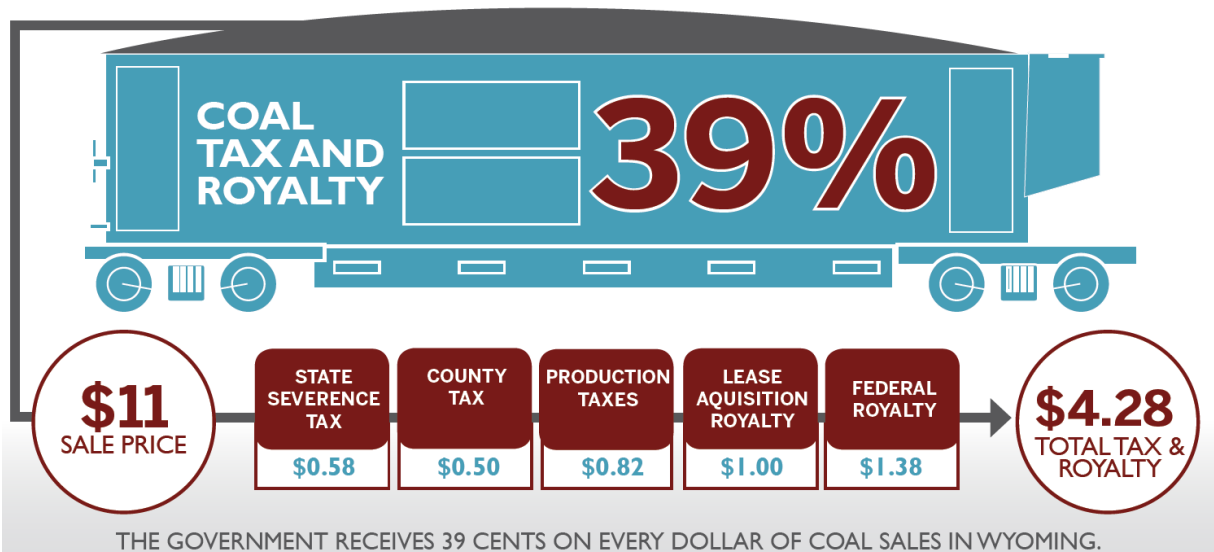 COAL
TAX AND
ROYALTY
39%
$11
SALE PRICE
STATE
SEVERENCE
TAX
$0.58
COUNTY
TAX
$0.50
PRODUCTION
TAXES
$0.82
LEASE
AQUISITION
ROYALTY
$1.00
FEDERAL
ROYALTY
$1.38
$4.28
TOTAL TAX &
ROYALTY
THE GOVERNMENT RECEIVES 39 CENTS ON EVERY DOLLAR OF COAL SALES IN WYOMING.